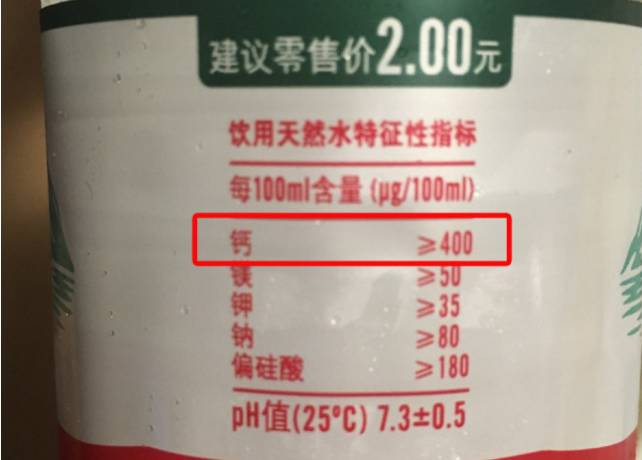 建议零售价2.00元
饮用天然水特征性指标
每100ml含量 (μg/100ml)
钙 ≥400
镁 ≥50
钾 ≥35
钠 ≥80
偏硅酸 ≥180
pH值(25°C) 7.3±0.5